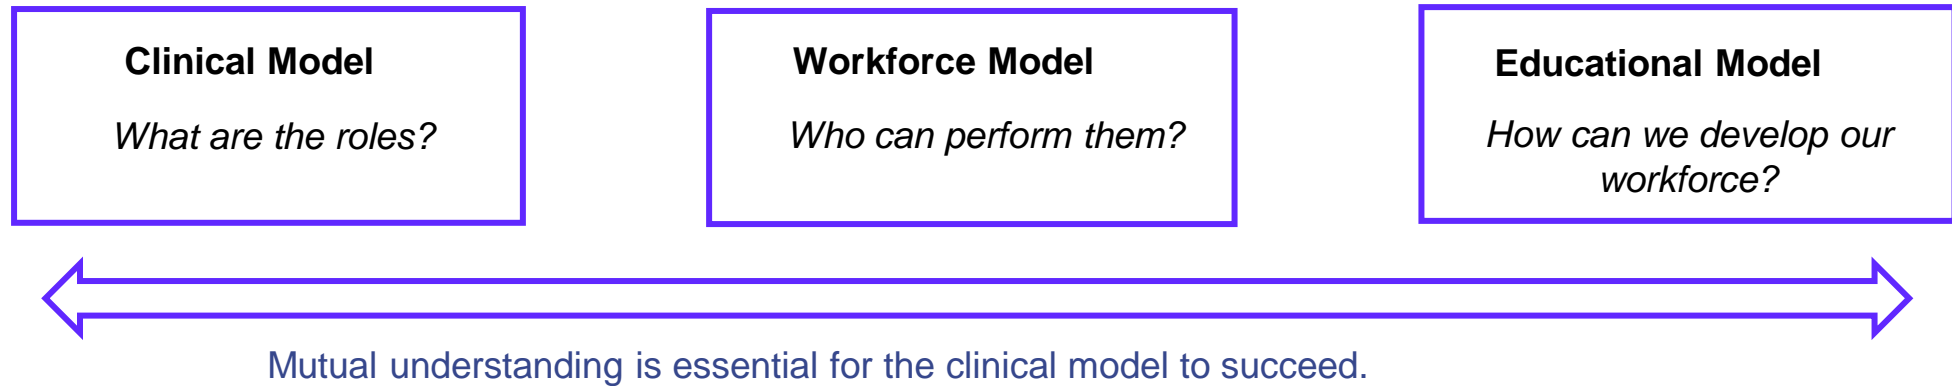 Clinical Model
What are the roles?
Workforce Model
Who can perform them?
Educational Model
How can we develop our
workforce?
Mutual understanding is essential for the clinical model to succeed.